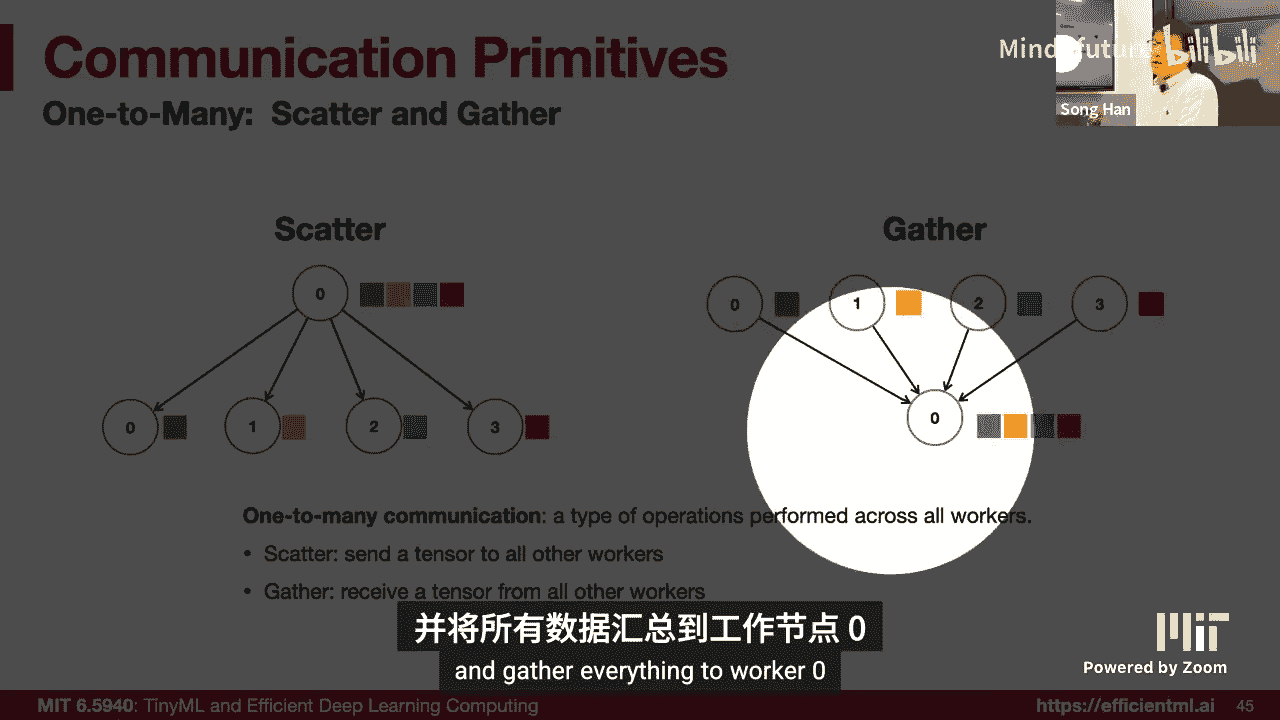 Communication Primitives
One-to-Many: Scatter and Gather
Mind
future
bilibili
Song Han
Scatter
Gather
0
0 1 2 3
0 1 2 3
0
One-to-many communication: a type of operations performed across all workers.
• Scatter: send a tensor to all other workers
• Gather: receive a tensor from all other workers
并将所有数据汇总到工作节点 0
and gather everything to worker 0
MIT
Powered by Zoom
MIT 6.5940: TinyML and Efficient Deep Learning Computing
https://efficientml.ai
45